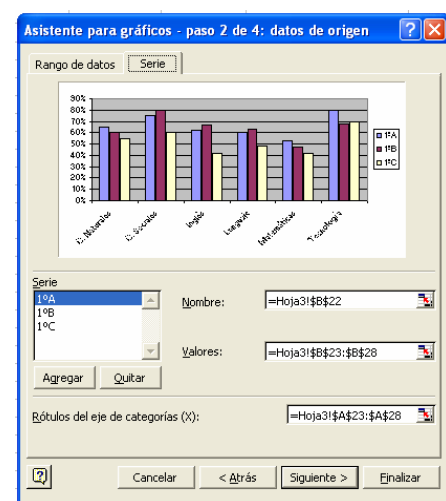 Asistente para gráficos - paso 2 de 4: datos de origen
Rango de datos
Serie
90%
80%
70%
60%
50%
40%
30%
20%
10%
0%
1ºA
1ºB
1ºC
C. Naturales
C. Sociales
Inglés
Lenguaje
Matemáticas
Tecnología
Serie
1ºA
1ºB
1ºC
Nombre:
=Hoja3!$B$22
Valores:
=Hoja3!$B$23:$B$28
Agregar
Quitar
Rótulos del eje de categorías (X):
=Hoja3!$A$23:$A$28
Cancelar
< Atrás
Siguiente >
Finalizar